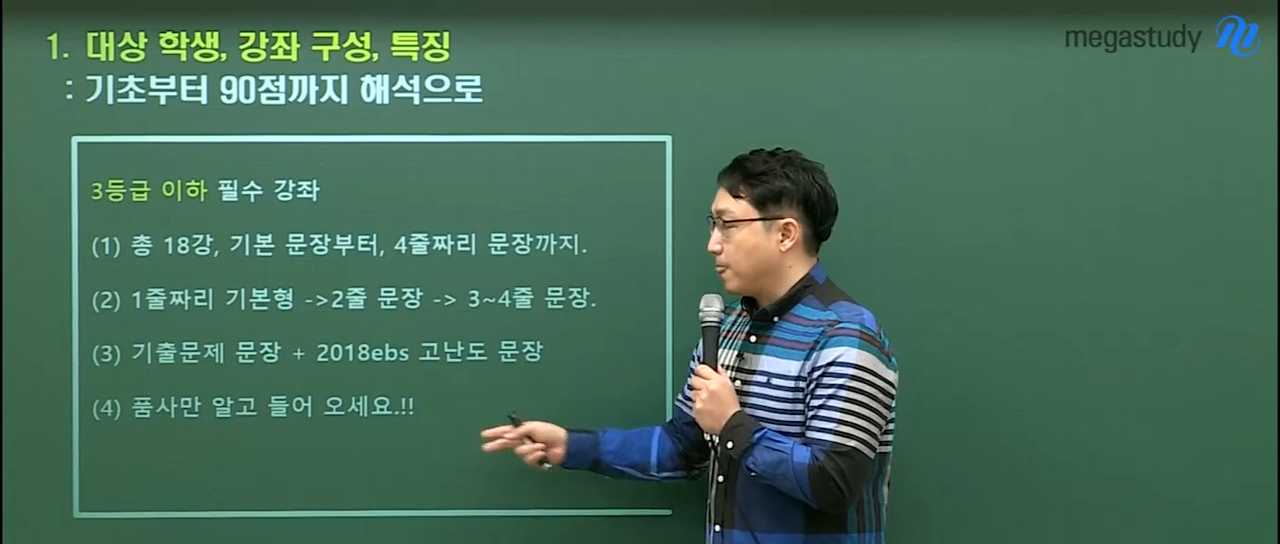 1. 대상 학생, 강좌 구성, 특징
: 기초부터 90점까지 해석으로
megastudy
3등급 이하 필수 강좌
(1) 총 18강, 기본 문장부터, 4줄짜리 문장까지.
(2) 1줄짜리 기본형 ->2줄 문장 -> 3~4줄 문장.
(3) 기출문제 문장 + 2018ebs 고난도 문장
(4) 품사만 알고 들어 오세요.!!